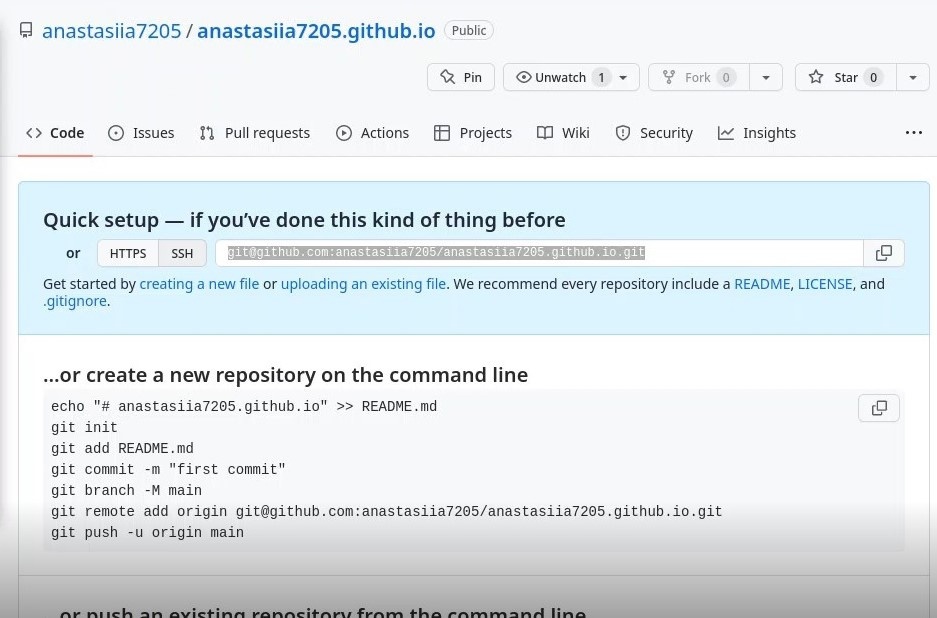 anastasiia7205 / anastasiia7205.github.io Public
Pin Unwatch 1 Fork 0 Star 0
Code Issues Pull requests Actions Projects Wiki Security Insights ...
Quick setup — if you’ve done this kind of thing before
or HTTPS SSH git@github.com:anastasiia7205/anastasiia7205.github.io.git
Get started by creating a new file or uploading an existing file. We recommend every repository include a README, LICENSE, and
.gitignore.
...or create a new repository on the command line
echo "# anastasiia7205.github.io" >> README.md
git init
git add README.md
git commit -m "first commit"
git branch -M main
git remote add origin git@github.com:anastasiia7205/anastasiia7205.github.io.git
git push -u origin main
...or push an existing repository from the command line